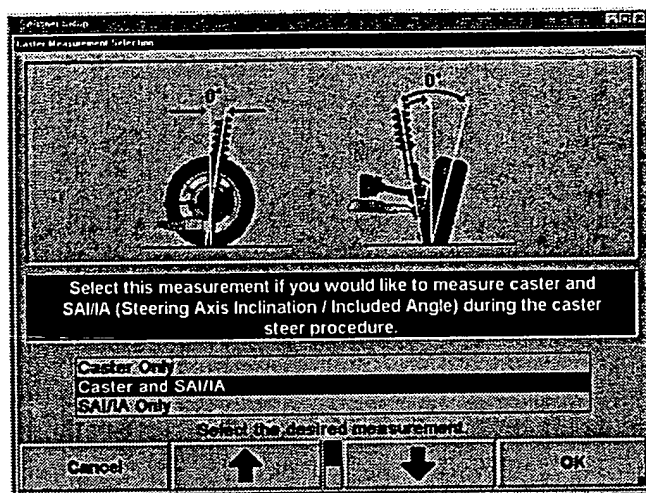 Caster Measurement Selection
0°
0°
Select this measurement if you would like to measure caster and
SAI/IA (Steering Axis Inclination / Included Angle) during the caster
steer procedure.
Caster Only
Caster and SAI/IA
SAI/IA Only
Select the desired measurement.
Cancel
OK